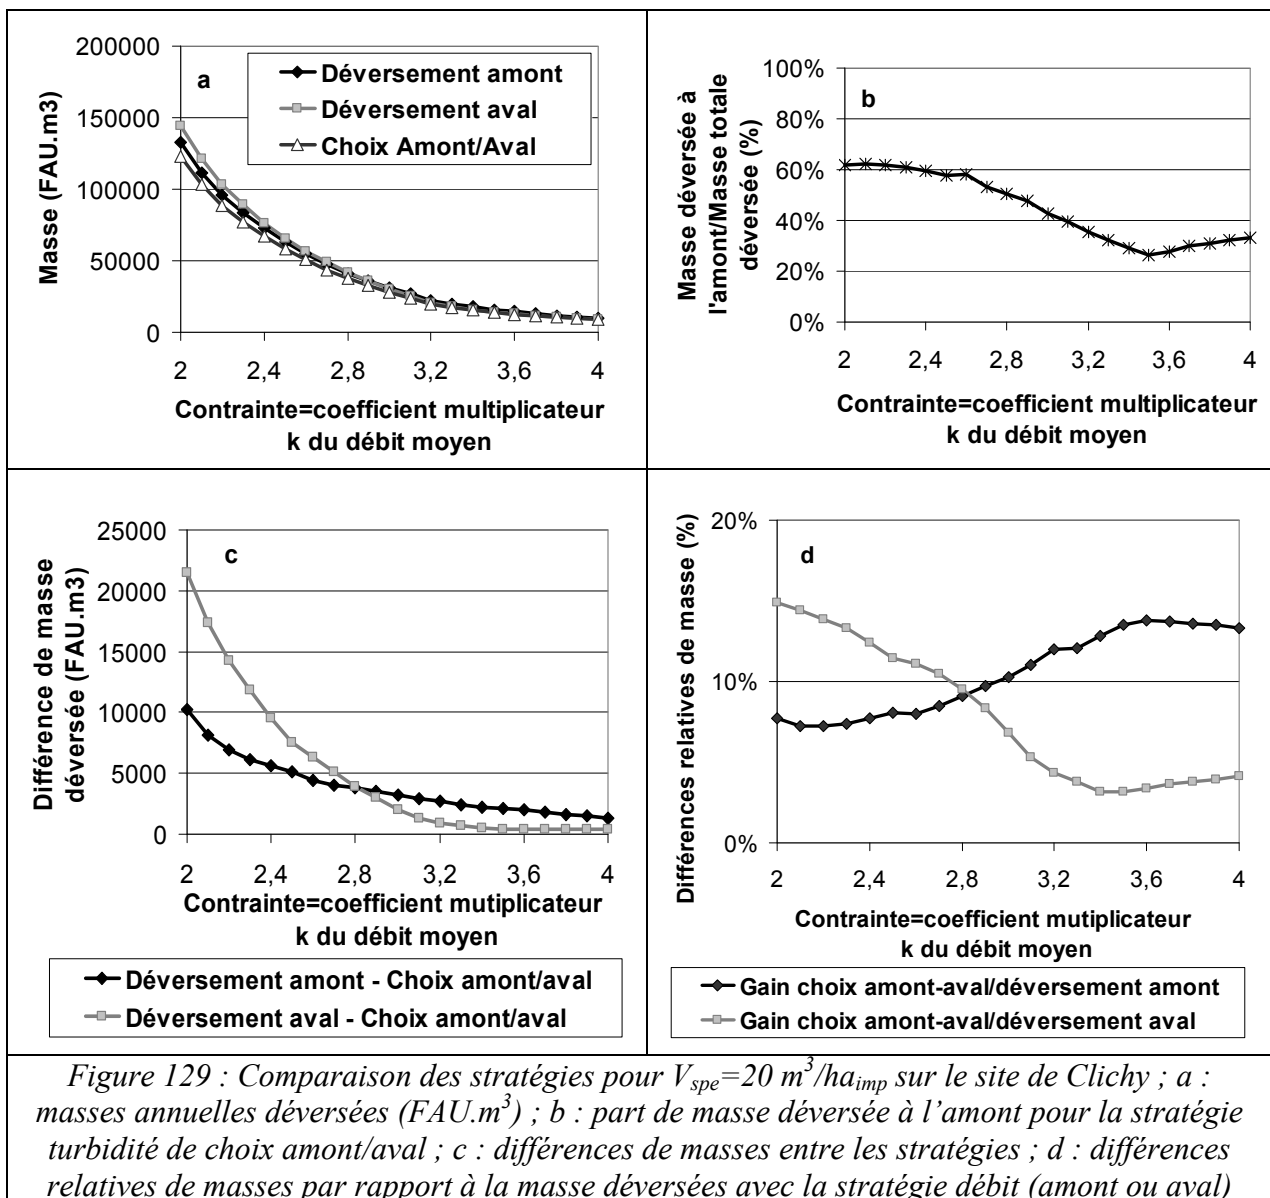 200000
150000
100000
50000
0
Masse (FAU.m3)
a
Déversement amont
Déversement aval
Choix Amont/Aval
2 2,4 2,8 3,2 3,6 4
Contrainte=coefficient multiplicateur
k du débit moyen
100%
80%
60%
40%
20%
0%
Masse déversée à
l'amont/Masse totale
déversée (%)
b
2 2,4 2,8 3,2 3,6 4
Contrainte=coefficient multiplicateur
k du débit moyen
25000
20000
15000
10000
5000
0
Différence de masse
déversée (FAU.m3)
c
2 2,4 2,8 3,2 3,6 4
Contrainte=coefficient mutiplicateur
k du débit moyen
Déversement amont - Choix amont/aval
Déversement aval - Choix amont/aval
20%
10%
0%
Différences relatives de masse (%)
d
2 2,4 2,8 3,2 3,6 4
Contrainte=coefficient mutiplicateur
k du débit moyen
Gain choix amont-aval/déversement amont
Gain choix amont-aval/déversement aval
Figure 129 : Comparaison des stratégies pour Vspe=20 m³/haimp sur le site de Clichy ; a :
masses annuelles déversées (FAU.m³) ; b : part de masse déversée à l’amont pour la stratégie
turbidité de choix amont/aval ; c : différences de masses entre les stratégies ; d : différences
relatives de masses par rapport à la masse déversées avec la stratégie débit (amont ou aval)